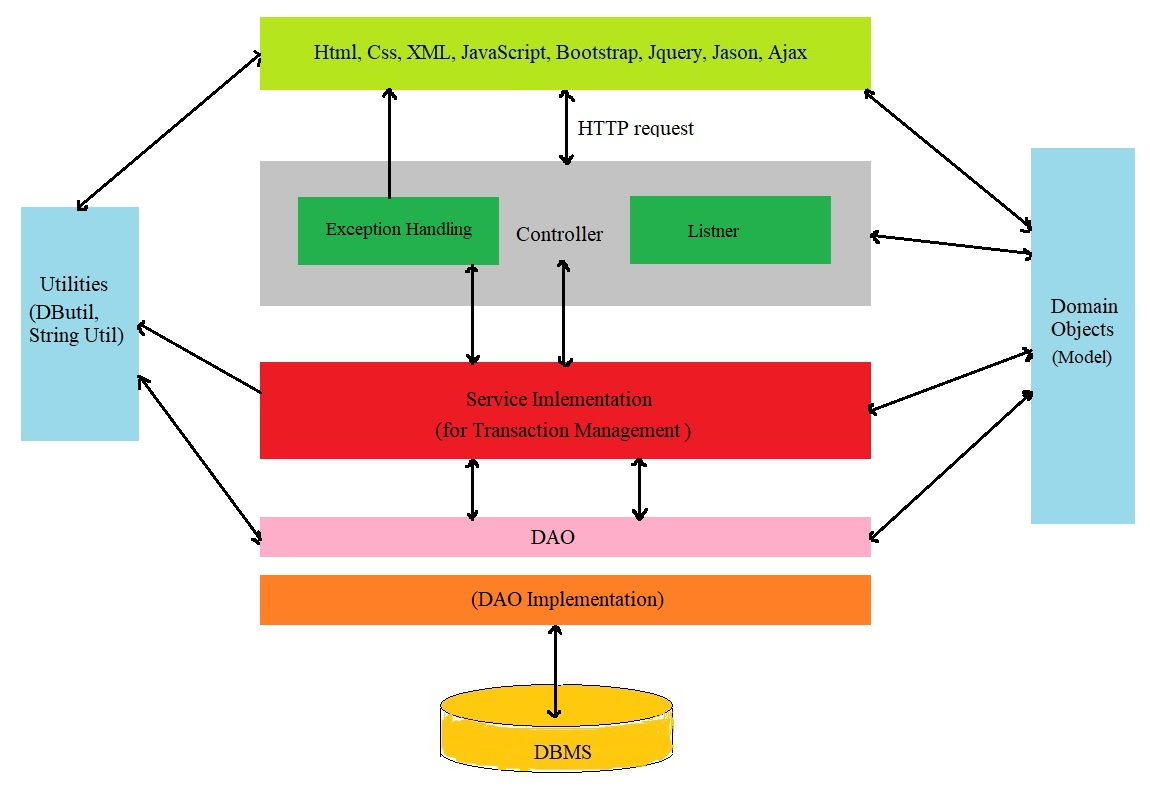 Html, Css, XML, JavaScript, Bootstrap, Jquery, Jason, Ajax
HTTP request
Exception Handling
Controller
Listner
Utilities
(DButil,
String Util)
Domain
Objects
(Model)
Service Imlementation
(for Transaction Management )
DAO
(DAO Implementation)
DBMS